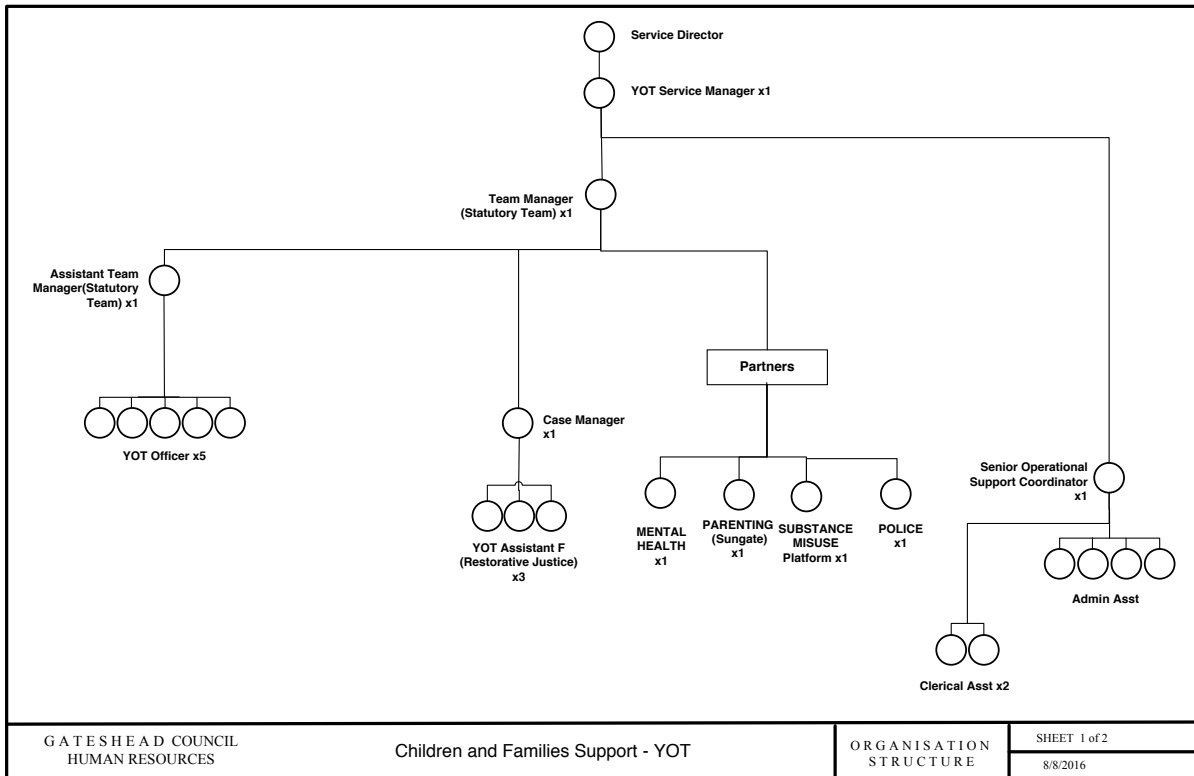 Service Director
YOT Service Manager x1
Team Manager
(Statutory Team) x1
Assistant Team
Manager(Statutory
Team) x1
Partners
Case Manager
x1
YOT Officer x5
Senior Operational
Support Coordinator
x1
MENTAL
HEALTH
x1
PARENTING
(Sungate)
x1
SUBSTANCE
MISUSE
Platform x1
POLICE
x1
YOT Assistant F
(Restorative Justice)
x3
Admin Asst
Clerical Asst x2
GATESHEAD COUNCIL
HUMAN RESOURCES
Children and Families Support - YOT
ORGANISATION
STRUCTURE
SHEET 1 of 2
8/8/2016